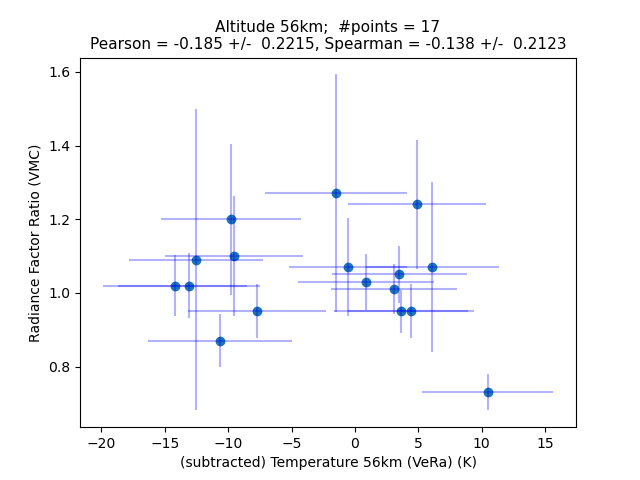 Altitude 56km;  #points = 17
Pearson = -0.185 +/-  0.2215, Spearman = -0.138 +/-  0.2123
Radiance Factor Ratio (VMC)
1.6
1.4
1.2
1.0
0.8
−20 −15 −10 −5 0 5 10 15
(subtracted) Temperature 56km (VeRa) (K)